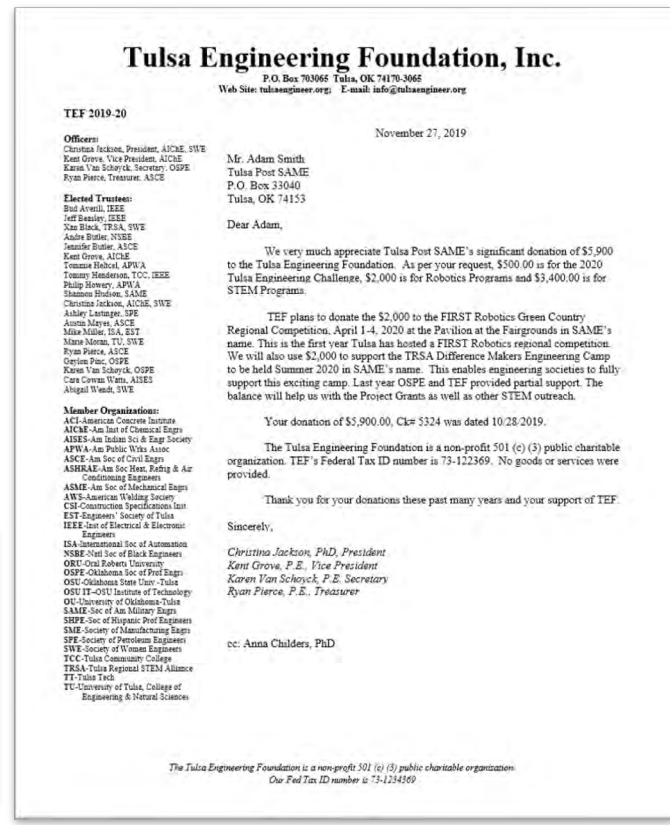 Tulsa Engineering Foundation, Inc.
P.O. Box 703065 Tulsa, OK 74170-3065
Web Site: tulsaengineer.org; E-mail: info@tulsaengineer.org
TEF 2019-20
Officers:
Christina Jackson, President, AIChE, SWE
Kent Grove, Vice President, AIChE
Karen Van Schoyck, Secretary, OSPE
Ryan Pierce, Treasurer, ASCE
Elected Trustees:
Bud Averill, IEEE
Jeff Beasley, IEEE
Xan Black, TRSA, SWE
Andre Butler, NSBE
Jennifer Butler, ASCE
Kent Grove, AIChE
Tommie Heltcel, APWA
Tommy Henderson, TCC, IEEE
Philip Howery, APWA
Shannon Hudson, SAME
Christina Jackson, AIChE, SWE
Ashley Lastinger, SPE
Austin Mayes, ASCE
Mike Miller, ISA, EST
Marie Moran, TU, SWE
Ryan Pierce, ASCE
Gaylon Pinc, OSPE
Karen Van Schoyck, OSPE
Cara Cowan Watts, AISES
Abigail Wendt, SWE
Member Organizations:
ACI-American Concrete Institute
AIChE-Am Inst of Chemical Engrs
AISES-Am Indian Sci & Engr Society
APWA-Am Public Wrks Assoc
ASCE-Am Soc of Civil Engrs
ASHRAE-Am Soc Heat, Refrig & Air
Conditioning Engineers
ASME-Am Soc of Mechanical Engrs
AWS-American Welding Society
CSI-Construction Specifications Inst
EST-Engineers' Society of Tulsa
IEEE-Inst of Electrical & Electronic
Engineers
ISA-International Soc of Automation
NSBE-Natl Soc of Black Engineers
ORU-Oral Roberts University
OSPE-Oklahoma Soc of Prof Engrs
OSU-Oklahoma State Univ -Tulsa
OSU IT-OSU Institute of Technology
OU-University of Oklahoma-Tulsa
SAME-Soc of Am Military Engrs
SHPE-Soc of Hispanic Prof Engineers
SME-Society of Manufacturing Engrs
SPE-Society of Petroleum Engineers
SWE-Society of Women Engineers
TCC-Tulsa Community College
TRSA-Tulsa Regional STEM Alliance
TT-Tulsa Tech
TU-University of Tulsa, College of
Engineering & Natural Sciences
November 27, 2019
Mr. Adam Smith
Tulsa Post SAME
P.O. Box 33040
Tulsa, OK 74153
Dear Adam,
We very much appreciate Tulsa Post SAME's significant donation of $5,900
to the Tulsa Engineering Foundation. As per your request, $500.00 is for the 2020
Tulsa Engineering Challenge, $2,000 is for Robotics Programs and $3,400.00 is for
STEM Programs.
TEF plans to donate the $2,000 to the FIRST Robotics Green Country
Regional Competition, April 1-4, 2020 at the Pavilion at the Fairgrounds in SAME's
name. This is the first year Tulsa has hosted a FIRST Robotics regional competition.
We will also use $2,000 to support the TRSA Difference Makers Engineering Camp
to be held Summer 2020 in SAME's name. This enables engineering societies to fully
support this exciting camp. Last year OSPE and TEF provided partial support. The
balance will help us with the Project Grants as well as other STEM outreach.
Your donation of $5,900.00, Ck# 5324 was dated 10/28/2019.
The Tulsa Engineering Foundation is a non-profit 501 (c) (3) public charitable
organization. TEF's Federal Tax ID number is 73-122369. No goods or services were
provided.
Thank you for your donations these past many years and your support of TEF.
Sincerely,
Christina Jackson, PhD, President
Kent Grove, P.E., Vice President
Karen Van Schoyck, P.E. Secretary
Ryan Pierce, P.E., Treasurer
cc: Anna Childers, PhD
The Tulsa Engineering Foundation is a non-profit 501 (c) (3) public charitable organization.
Our Fed Tax ID number is 73-1234369